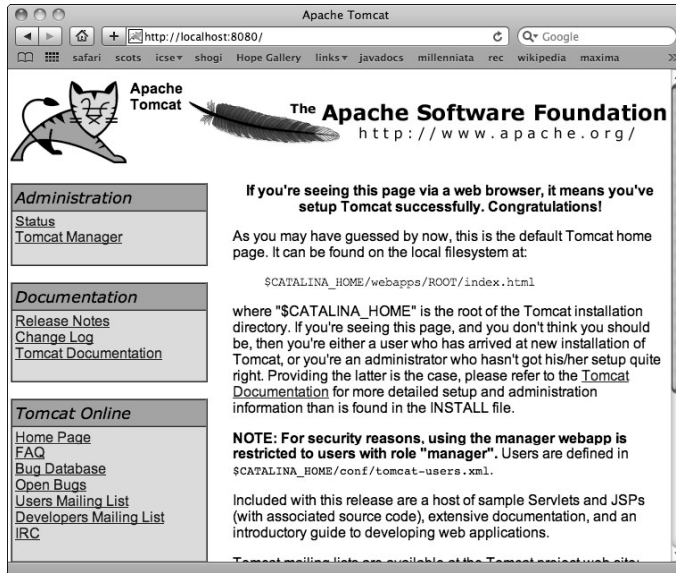 Apache Tomcat
http://localhost:8080/
Google
safari scots icse shogi Hope Gallery links javadocs millenniata rec wikipedia maxima
Apache
Tomcat
The Apache Software Foundation
http://www.apache.org/
Administration
Status
Tomcat Manager
Documentation
Release Notes
Change Log
Tomcat Documentation
Tomcat Online
Home Page
FAQ
Bug Database
Open Bugs
Users Mailing List
Developers Mailing List
IRC
If you're seeing this page via a web browser, it means you've
setup Tomcat successfully. Congratulations!
As you may have guessed by now, this is the default Tomcat home
page. It can be found on the local filesystem at:
$CATALINA_HOME/webapps/ROOT/index.html
where "$CATALINA_HOME" is the root of the Tomcat installation
directory. If you're seeing this page, and you don't think you should
be, then you're either a user who has arrived at new installation of
Tomcat, or you're an administrator who hasn't got his/her setup quite
right. Providing the latter is the case, please refer to the Tomcat
Documentation for more detailed setup and administration
information than is found in the INSTALL file.
NOTE: For security reasons, using the manager webapp is
restricted to users with role "manager". Users are defined in
$CATALINA_HOME/conf/tomcat-users.xml.
Included with this release are a host of sample Servlets and JSPs
(with associated source code), extensive documentation, and an
introductory guide to developing web applications.
Tomcat mailing lists are available at the Tomcat project web site: